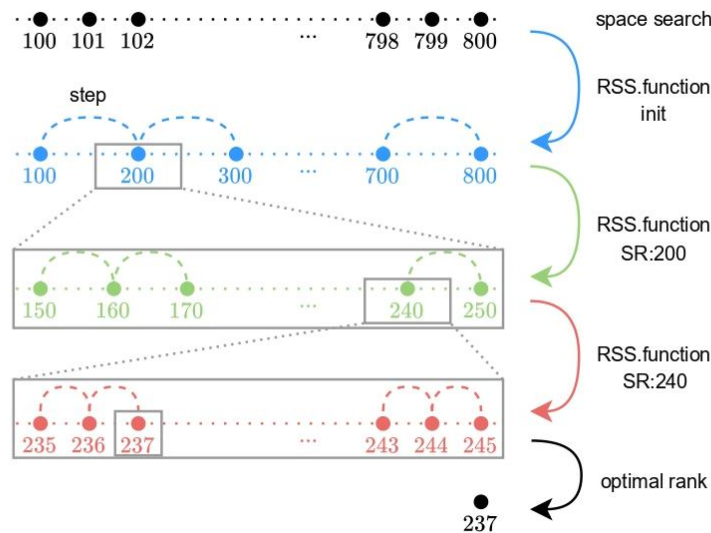 100 101 102 ... 798 799 800
space search
step
RSS.function
init
100 200 300 ... 700 800
RSS.function
SR:200
150 160 170 ... 240 250
RSS.function
SR:240
235 236 237 ... 243 244 245
optimal rank
237